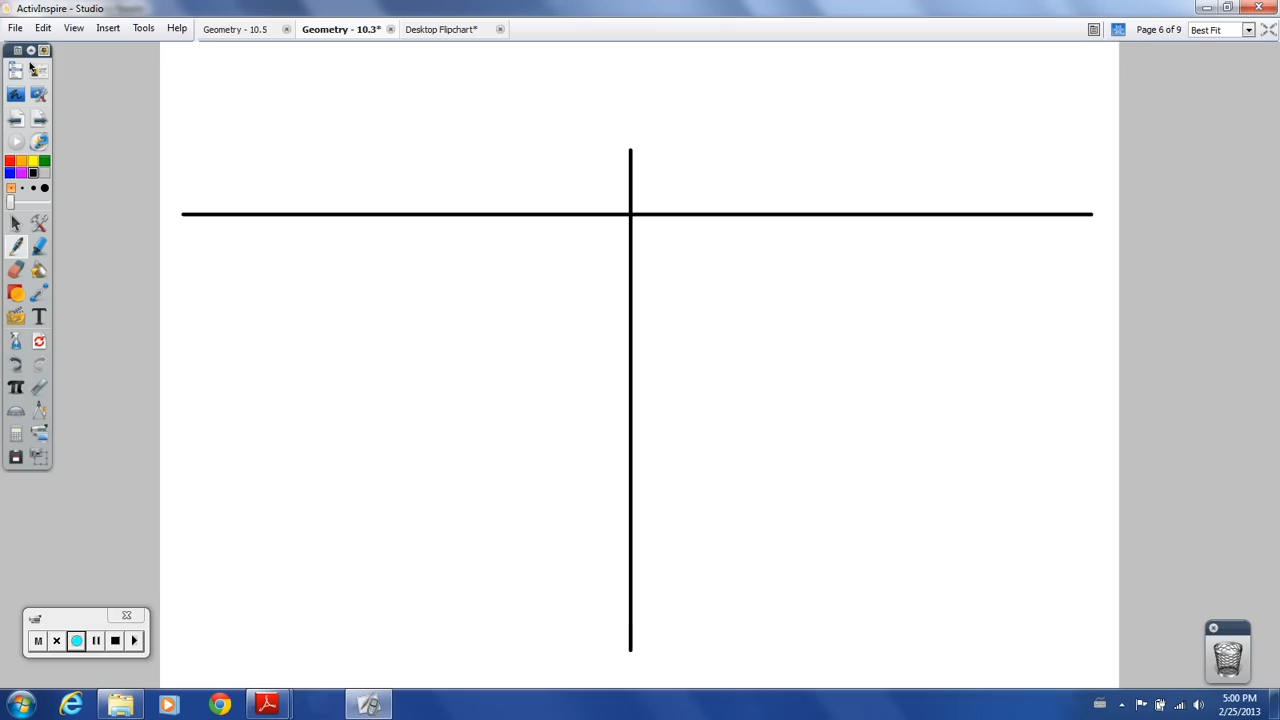 ActivInspire - Studio
File Edit View Insert Tools Help
Geometry - 10.5 Geometry - 10.3* Desktop Flipchart*
Page 6 of 9 Best Fit
T
M
5:00 PM
2/25/2013